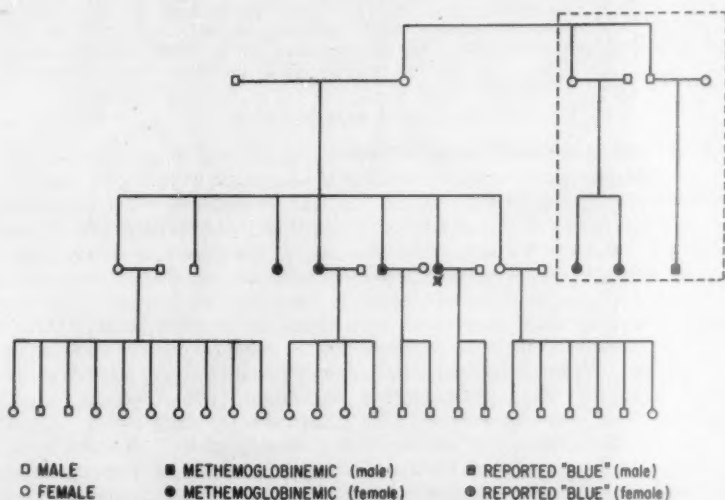 □ MALE ■ METHEMOGLOBINEMIC (male) ■ REPORTED "BLUE" (male)
○ FEMALE ● METHEMOGLOBINEMIC (female) ● REPORTED "BLUE" (female)